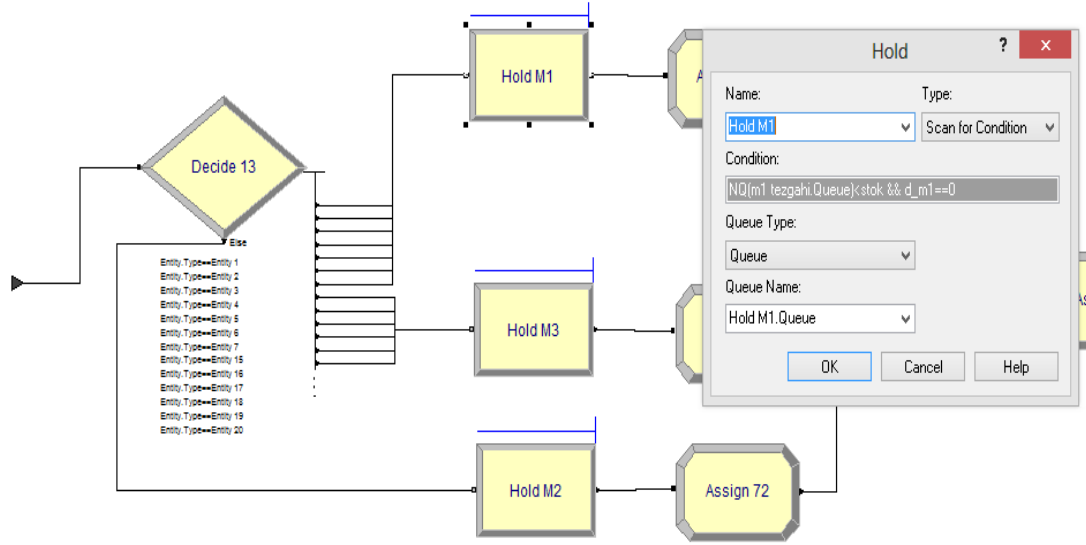 Hold M1
Decide 13
Else
Entity.Type==Entity 1
Entity.Type==Entity 2
Entity.Type==Entity 3
Entity.Type==Entity 4
Entity.Type==Entity 5
Entity.Type==Entity 6
Entity.Type==Entity 7
Entity.Type==Entity 15
Entity.Type==Entity 16
Entity.Type==Entity 17
Entity.Type==Entity 18
Entity.Type==Entity 19
Entity.Type==Entity 20
Hold M3
Hold M2
Assign 72
Hold
?
x
Name:
Type:
Hold M1
Scan for Condition
Condition:
NQ(m1 tezgahi.Queue)<stok && d_m1==0
Queue Type:
Queue
Queue Name:
Hold M1.Queue
OK
Cancel
Help